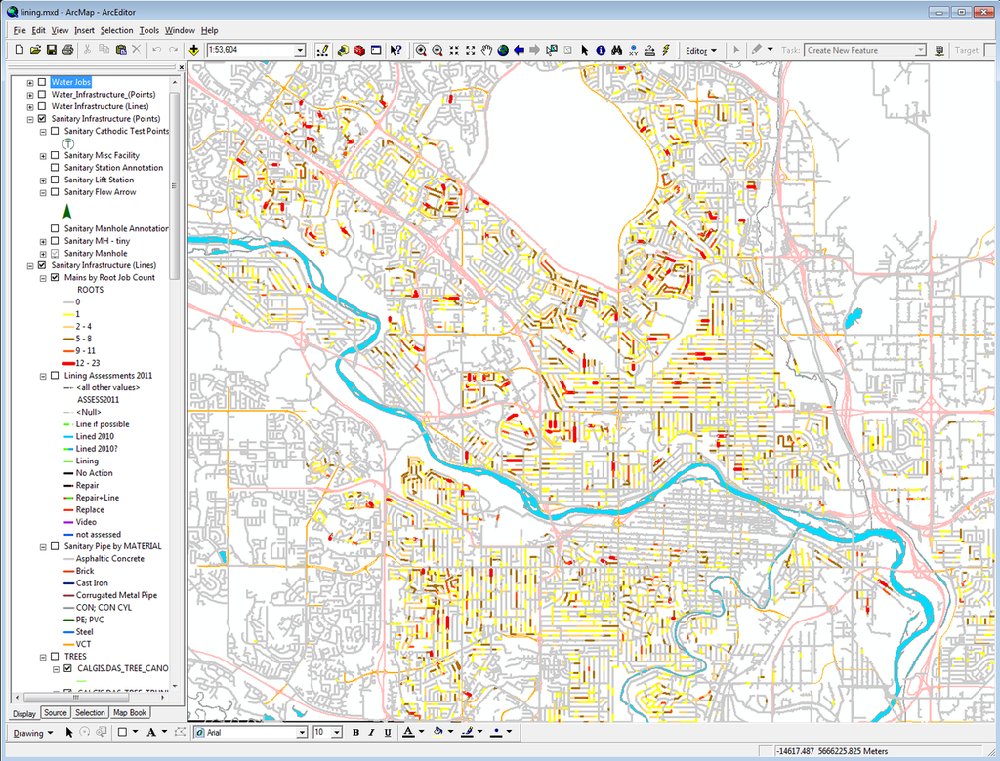 lining.mxd - ArcMap - ArcEditor
File Edit View Insert Selection Tools Window Help
1:53,604 Editor Task: Create New Feature Target:
Water Jobs
Water_Infrastructure_(Points)
Water Infrastructure (Lines)
Sanitary Infrastructure (Points)
Sanitary Cathodic Test Points
T
Sanitary Misc Facility
Sanitary Station Annotation
Sanitary Lift Station
Sanitary Flow Arrow
Sanitary Manhole Annotation
Sanitary MH - tiny
Sanitary Manhole
Sanitary Infrastructure (Lines)
Mains by Root Job Count
ROOTS
0
1
2 - 4
5 - 8
9 - 11
12 - 23
Lining Assessments 2011
<all other values>
ASSESS2011
<Null>
Line if possible
Lined 2010
Lined 2010?
Lining
No Action
Repair
Repair+Line
Replace
Video
not assessed
Sanitary Pipe by MATERIAL
Asphaltic Concrete
Brick
Cast Iron
Corrugated Metal Pipe
CON; CON CYL
PE; PVC
Steel
VCT
TREES
CALGIS.DAS_TREE_CANO
Display Source Selection Map Book
Drawing A Arial 10 B I U A
-14617.487 5666225.825 Meters